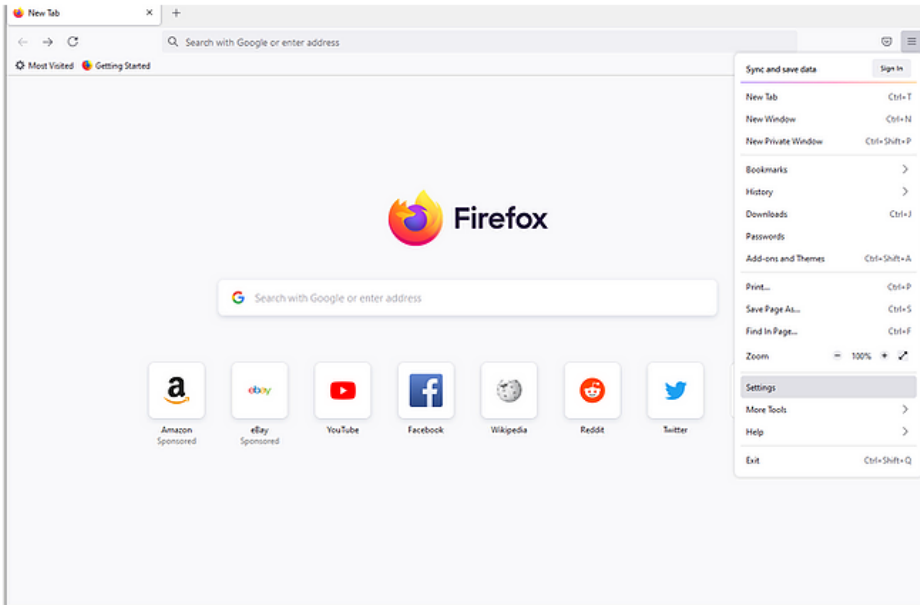 New Tab
Search with Google or enter address
Most Visited Getting Started
Sync and save data Sign In
New Tab Ctrl+T
New Window Ctrl+N
New Private Window Ctrl+Shift+P
Bookmarks
History
Downloads Ctrl+J
Passwords
Add-ons and Themes Ctrl+Shift+A
Print... Ctrl+P
Save Page As... Ctrl+S
Find In Page... Ctrl+F
Zoom 100%
Settings
More Tools
Help
Exit Ctrl+Shift+Q
Firefox
Search with Google or enter address
a
ebay
f
Amazon
Sponsored
eBay
Sponsored
YouTube
Facebook
Wikipedia
Reddit
Twitter